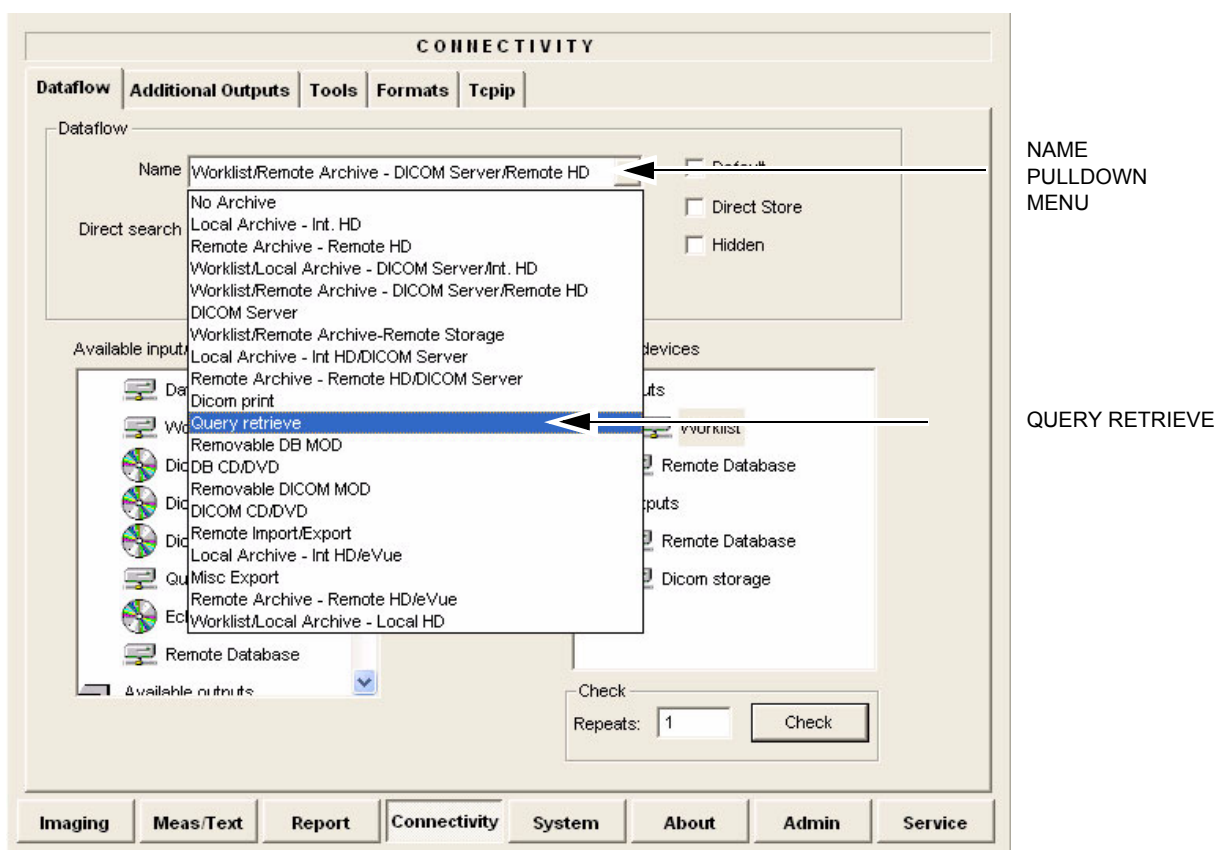 CONNECTIVITY
Dataflow Additional Outputs Tools Formats Tcpip
Dataflow
Name Worklist/Remote Archive - DICOM Server/Remote HD
NAME
PULLDOWN
MENU
No Archive
Local Archive - Int. HD
Remote Archive - Remote HD
Worklist/Local Archive - DICOM Server/Int. HD
Worklist/Remote Archive - DICOM Server/Remote HD
DICOM Server
Worklist/Remote Archive-Remote Storage
Local Archive - Int HD/DICOM Server
Remote Archive - Remote HD/DICOM Server
Dicom print
Query retrieve
Removable DB MOD
DB CD/DVD
Removable DICOM MOD
DICOM CD/DVD
Remote Import/Export
Local Archive - Int HD/eVue
Misc Export
Remote Archive - Remote HD/eVue
Worklist/Local Archive - Local HD
QUERY RETRIEVE
Direct search
Direct Store
Hidden
Available input
devices
Remote Database
Available outputs
Worklist
Remote Database
Remote Database
Dicom storage
Check
Repeats: 1 Check
Imaging Meas/Text Report Connectivity System About Admin Service